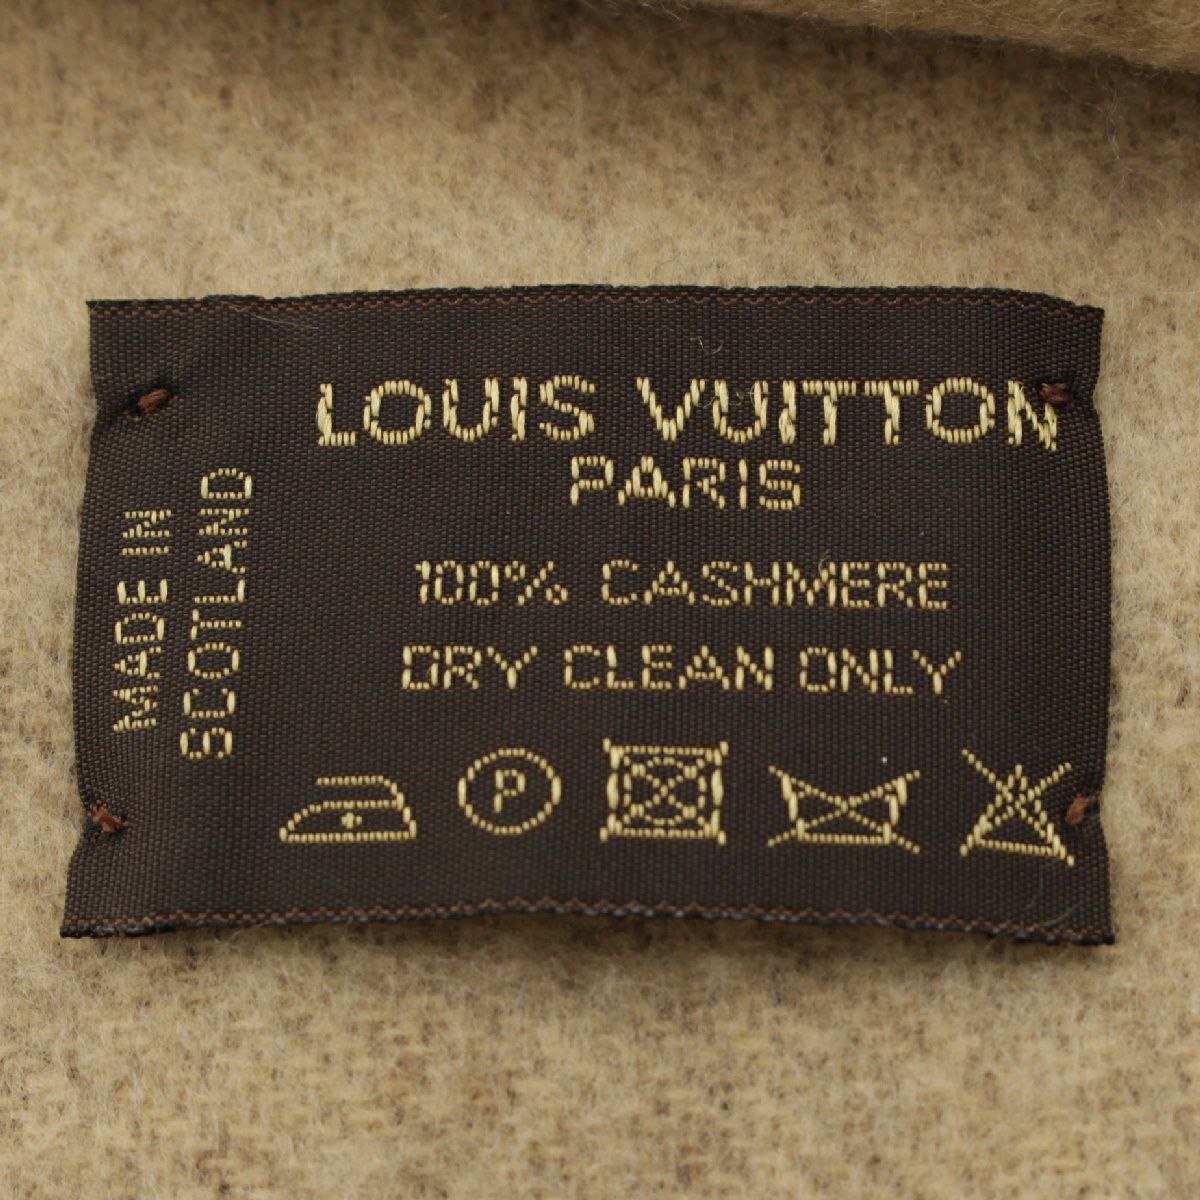 LOUIS VUITTON
PARIS
100% CASHMERE
DRY CLEAN ONLY
P
MADE IN
SCOTLAND